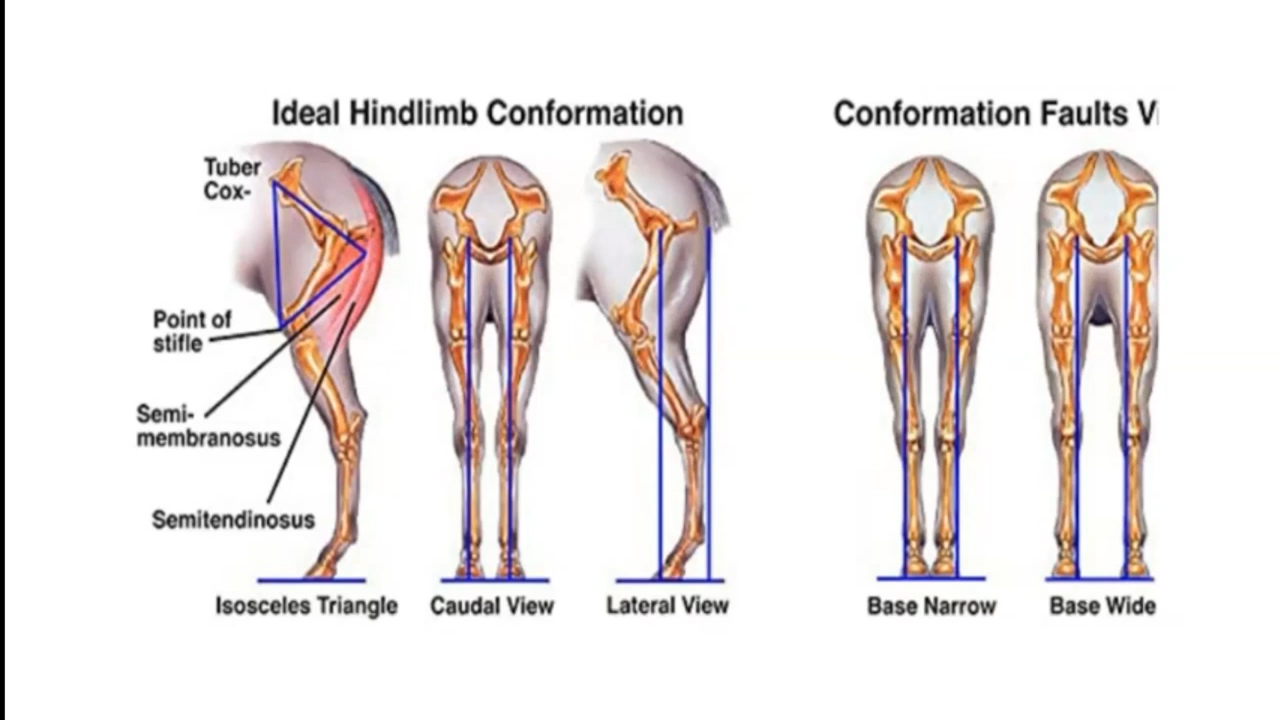 Ideal Hindlimb Conformation
Conformation Faults V
Tuber
Cox-
Point of
stifle
Semi-
membranosus
Semitendinosus
Isosceles Triangle
Caudal View
Lateral View
Base Narrow
Base Wide